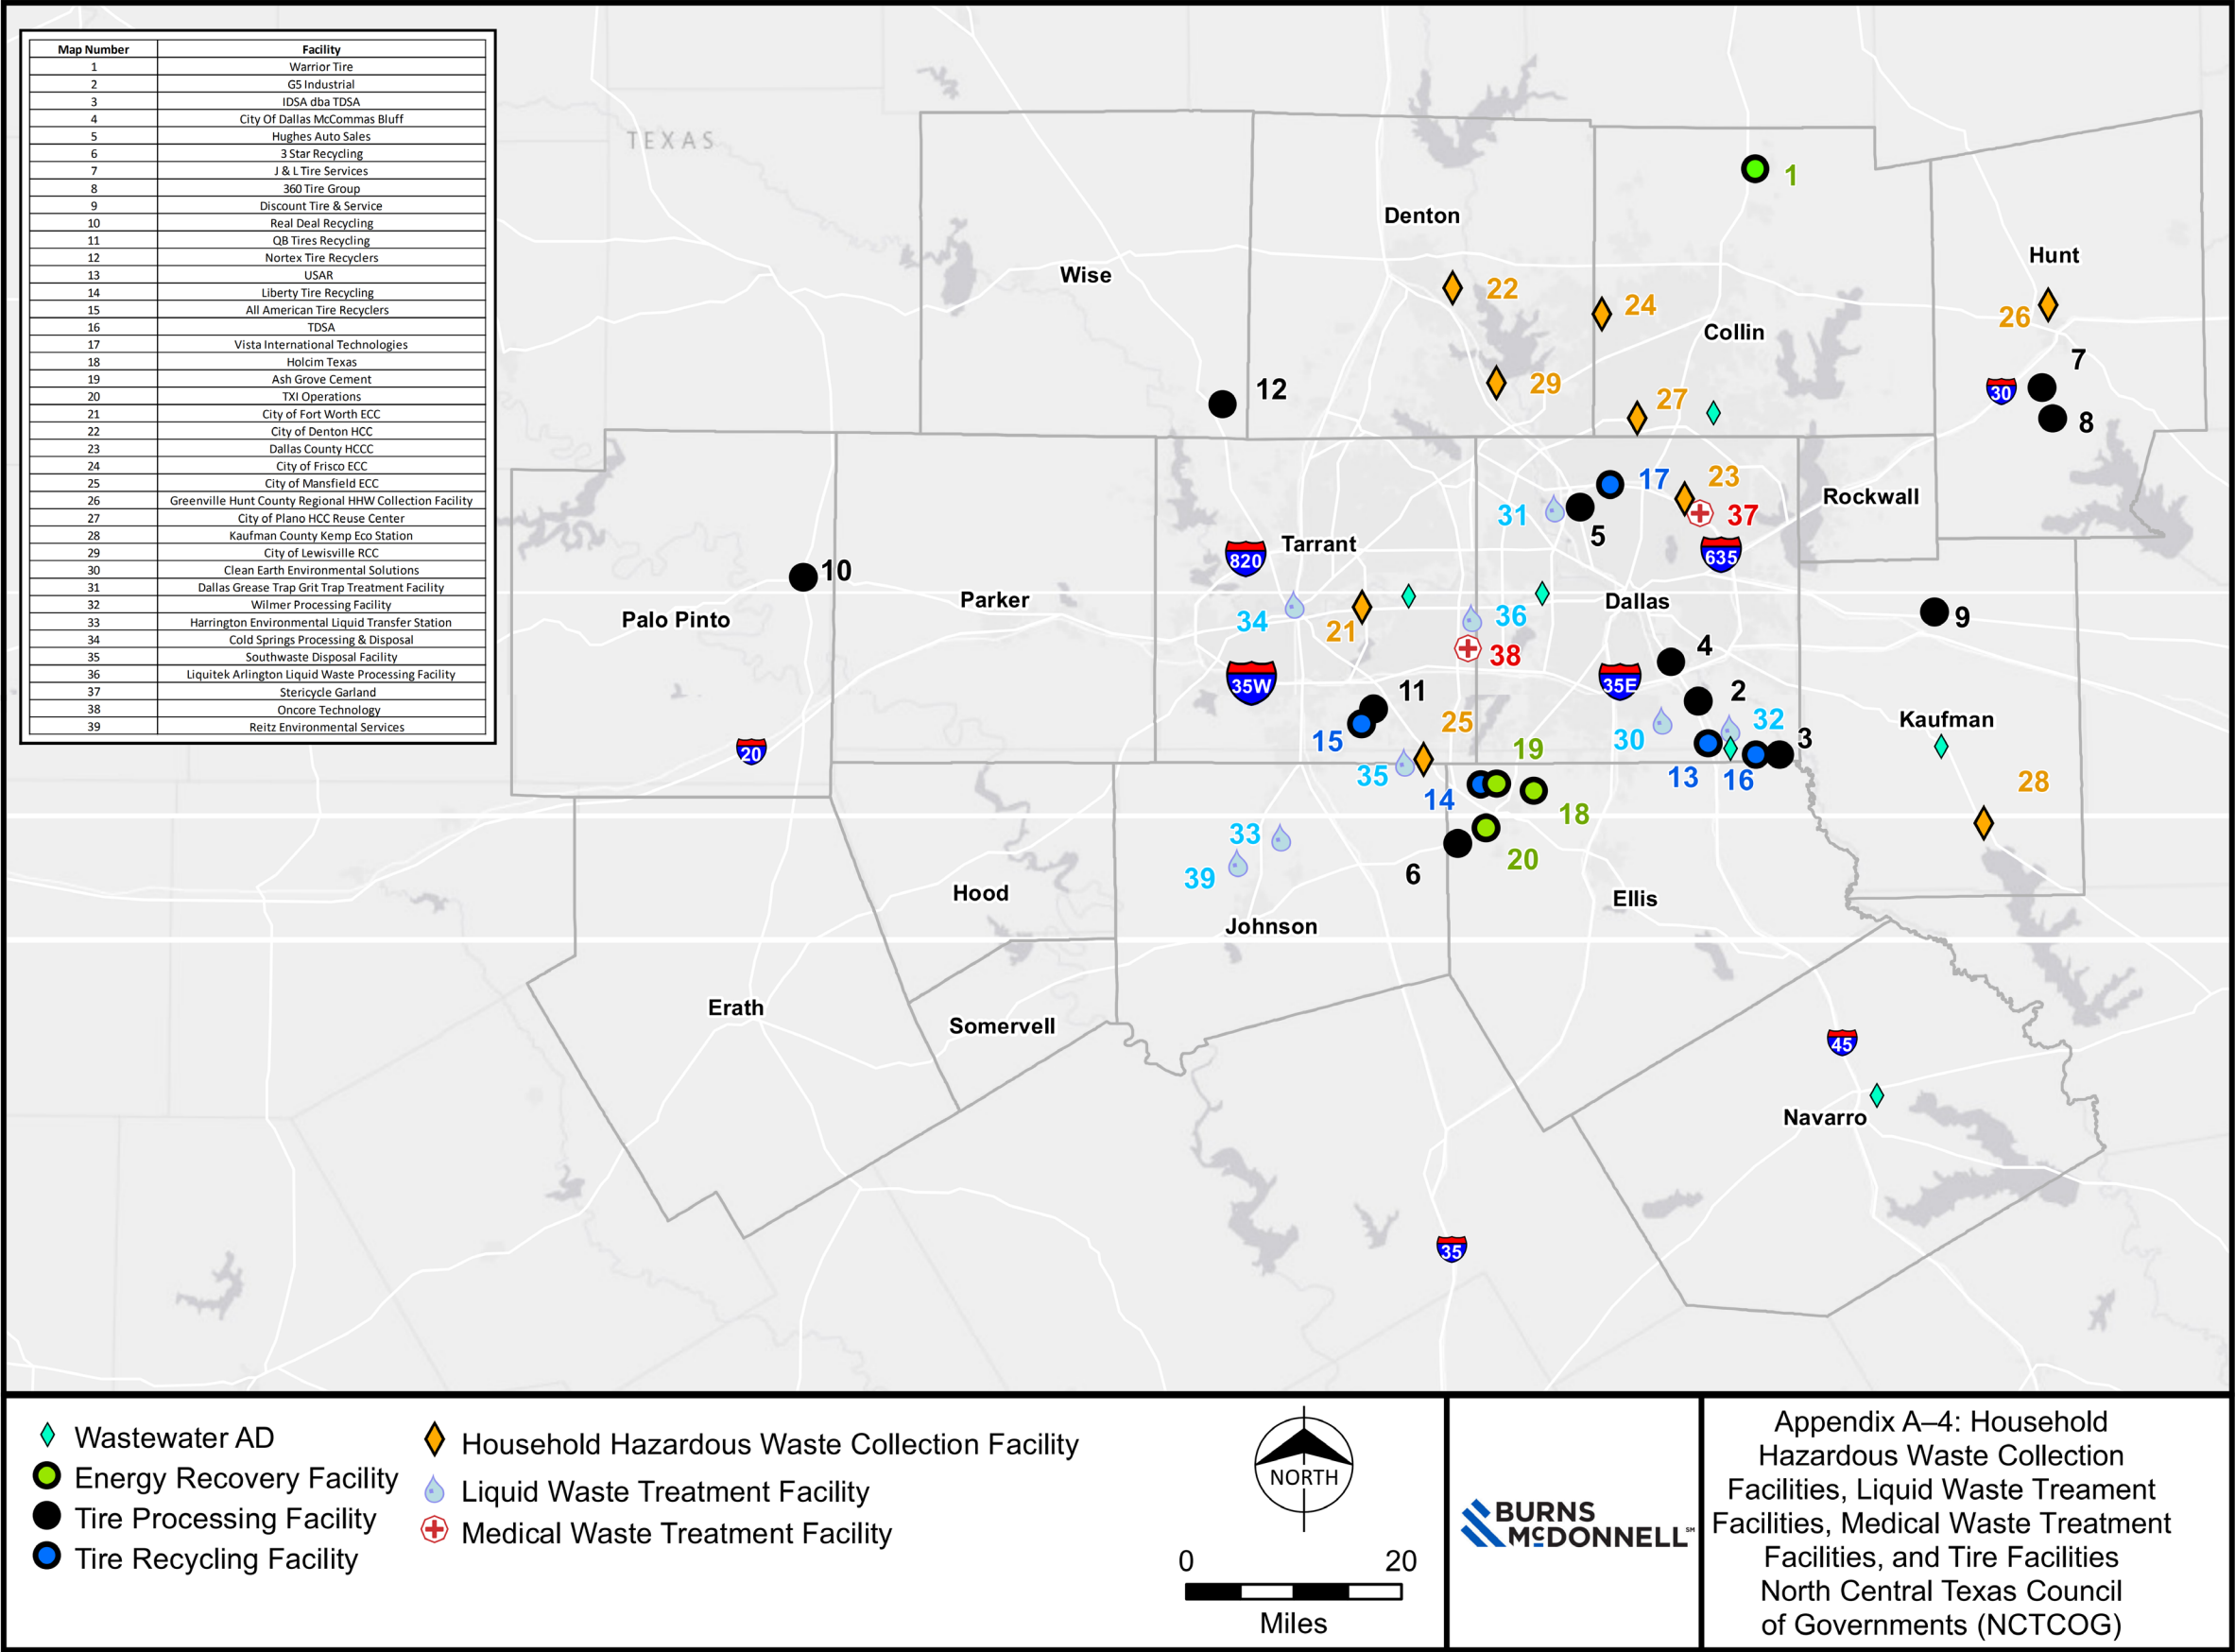 Map Number Facility
1 Warrior Tire
2 G5 Industrial
3 IDSA dba TDSA
4 City Of Dallas McCommas Bluff
5 Hughes Auto Sales
6 3 Star Recycling
7 J & L Tire Services
8 360 Tire Group
9 Discount Tire & Service
10 Real Deal Recycling
11 QB Tires Recycling
12 Nortex Tire Recyclers
13 USAR
14 Liberty Tire Recycling
15 All American Tire Recyclers
16 TDSA
17 Vista International Technologies
18 Holcim Texas
19 Ash Grove Cement
20 TXI Operations
21 City of Fort Worth ECC
22 City of Denton HCC
23 Dallas County HCCC
24 City of Frisco ECC
25 City of Mansfield ECC
26 Greenville Hunt County Regional HHW Collection Facility
27 City of Plano HCC Reuse Center
28 Kaufman County Kemp Eco Station
29 City of Lewisville RCC
30 Clean Earth Environmental Solutions
31 Dallas Grease Trap Grit Trap Treatment Facility
32 Wilmer Processing Facility
33 Harrington Environmental Liquid Transfer Station
34 Cold Springs Processing & Disposal
35 Southwaste Disposal Facility
36 Liquitek Arlington Liquid Waste Processing Facility
37 Stericycle Garland
38 Oncore Technology
39 Reitz Environmental Services
TEXAS
1
Denton
Hunt
Wise
22
24
26
Collin
7
12
29
27
30
8
17
23
Rockwall
31
37
5
Tarrant
820
635
10
Parker
Palo Pinto
34
21
36
Dallas
9
38
4
35W
35E
11
2
25
32
Kaufman
15
30
3
19
20
35
13
16
28
14
18
33
20
6
39
Hood
Ellis
Johnson
Erath
Somervell
45
Navarro
35
Wastewater AD
Energy Recovery Facility
Tire Processing Facility
Tire Recycling Facility
Household Hazardous Waste Collection Facility
Liquid Waste Treatment Facility
Medical Waste Treatment Facility
NORTH
0 20
Miles
BURNS
McDONNELL SM
Appendix A–4: Household
Hazardous Waste Collection
Facilities, Liquid Waste Treament
Facilities, Medical Waste Treatment
Facilities, and Tire Facilities
North Central Texas Council
of Governments (NCTCOG)